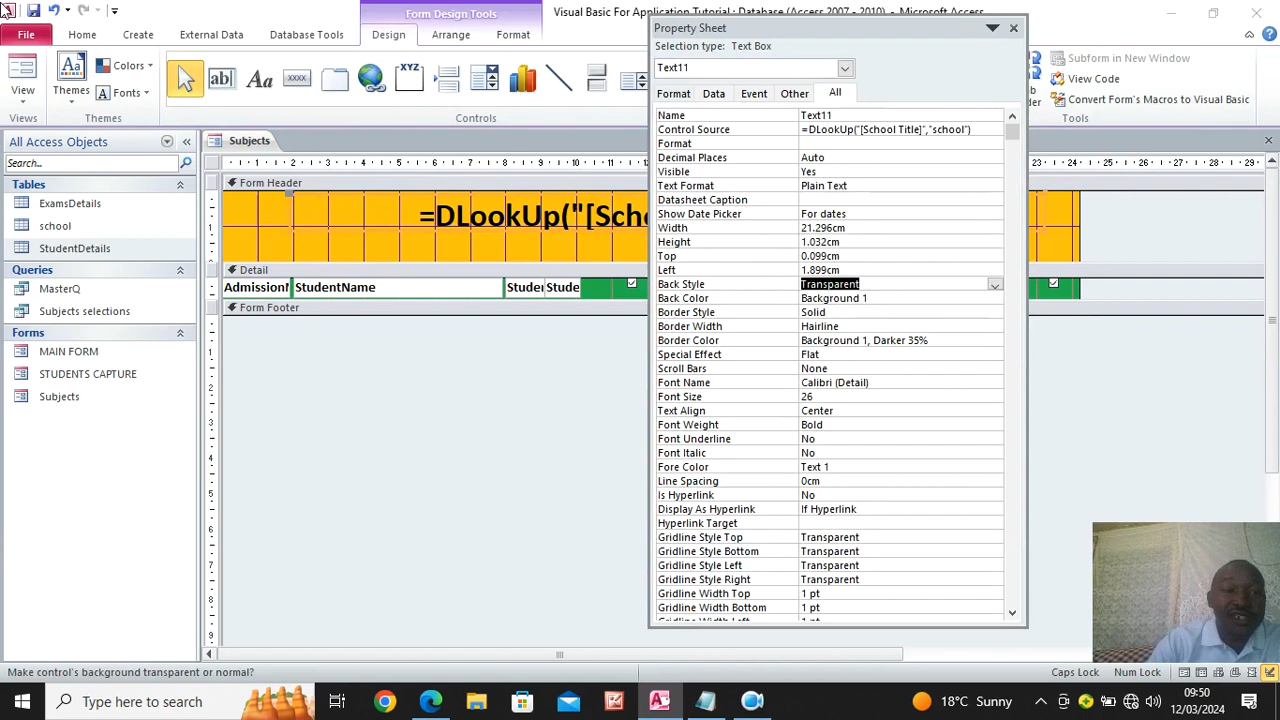 Form Design Tools
Visual Basic For Application Tutorial : Database (Access 2007 - 2010) - Microsoft Access
File
Home
Create
External Data
Database Tools
Design
Arrange
Format
View
Views
Themes
Colors
Fonts
Themes
Controls
Subform in New Window
View Code
Convert Form's Macros to Visual Basic
Tools
All Access Objects
Search...
Tables
ExamsDetails
school
StudentDetails
Queries
MasterQ
Subjects selections
Forms
MAIN FORM
STUDENTS CAPTURE
Subjects
Subjects
Form Header
=DLookUp("[Scho
Detail
StudentName
Form Footer
Property Sheet
Selection type: Text Box
Text11
Format
Data
Event
Other
All
Name Text11
Control Source =DLookUp("[School Title]","school")
Format
Decimal Places Auto
Visible Yes
Text Format Plain Text
Datasheet Caption
Show Date Picker For dates
Width 21.296cm
Height 1.032cm
Top 0.099cm
Left 1.899cm
Back Style Transparent
Back Color Background 1
Border Style Solid
Border Width Hairline
Border Color Background 1, Darker 35%
Special Effect Flat
Scroll Bars None
Font Name Calibri (Detail)
Font Size 26
Text Align Center
Font Weight Bold
Font Underline No
Font Italic No
Fore Color Text 1
Line Spacing 0cm
Is Hyperlink No
Display As Hyperlink If Hyperlink
Hyperlink Target
Gridline Style Top Transparent
Gridline Style Bottom Transparent
Gridline Style Left Transparent
Gridline Style Right Transparent
Gridline Width Top 1 pt
Gridline Width Bottom 1 pt
Make control's background transparent or normal?
Caps Lock
Num Lock
Type here to search
18°C Sunny
09:50
12/03/2024